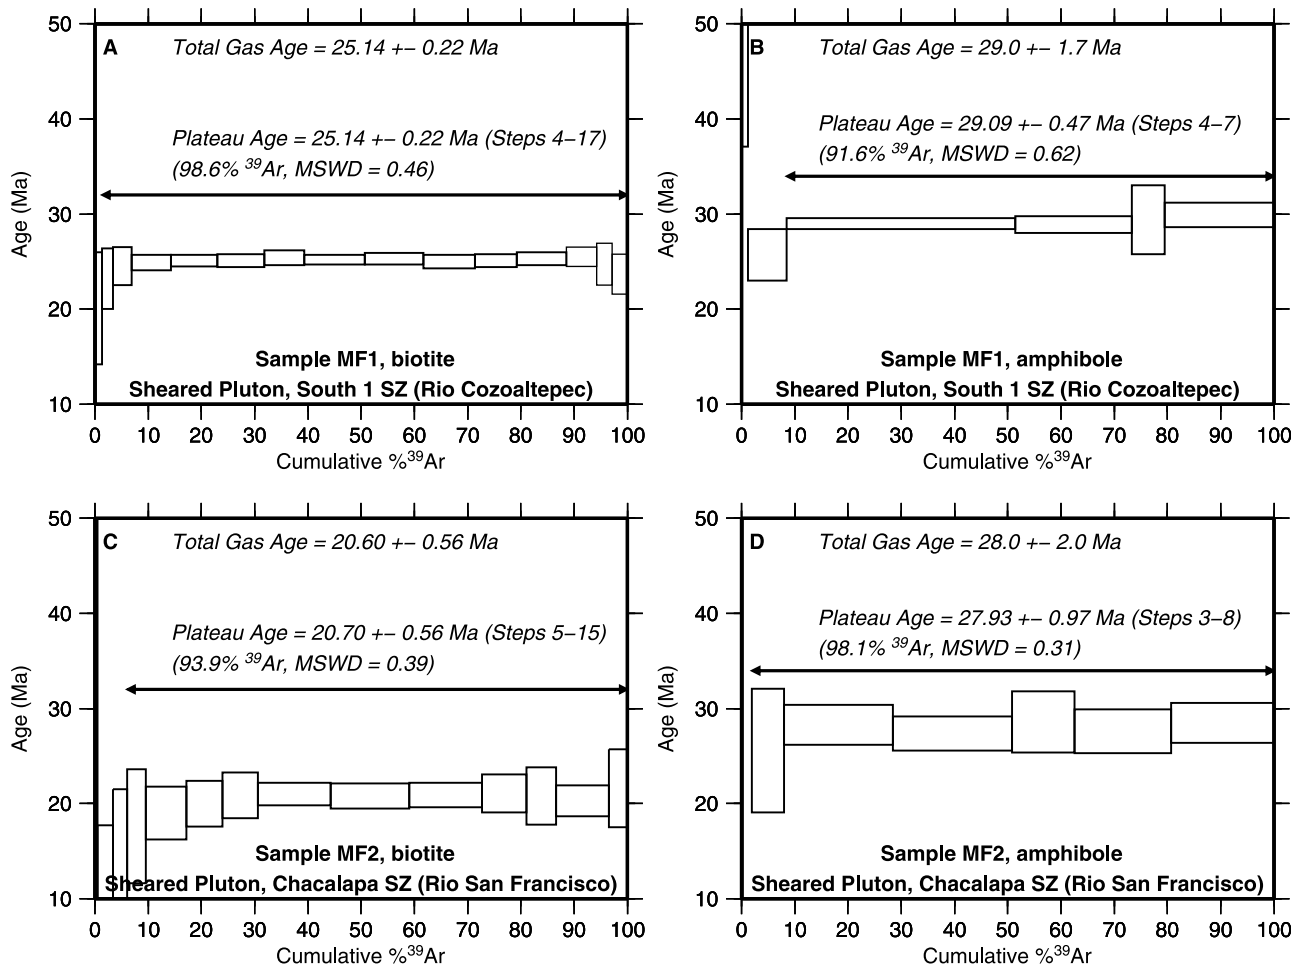 A
Total Gas Age = 25.14 +− 0.22 Ma
Plateau Age = 25.14 +− 0.22 Ma (Steps 4−17)
(98.6% ³⁹Ar, MSWD = 0.46)
Age (Ma)
50
40
30
20
10
Sample MF1, biotite
Sheared Pluton, South 1 SZ (Rio Cozoaltepec)
0 10 20 30 40 50 60 70 80 90 100
Cumulative %³⁹Ar
B
Total Gas Age = 29.0 +− 1.7 Ma
Plateau Age = 29.09 +− 0.47 Ma (Steps 4−7)
(91.6% ³⁹Ar, MSWD = 0.62)
Age (Ma)
50
40
30
20
10
Sample MF1, amphibole
Sheared Pluton, South 1 SZ (Rio Cozoaltepec)
0 10 20 30 40 50 60 70 80 90 100
Cumulative %³⁹Ar
C
Total Gas Age = 20.60 +− 0.56 Ma
Plateau Age = 20.70 +− 0.56 Ma (Steps 5−15)
(93.9% ³⁹Ar, MSWD = 0.39)
Age (Ma)
50
40
30
20
10
Sample MF2, biotite
Sheared Pluton, Chacalapa SZ (Rio San Francisco)
0 10 20 30 40 50 60 70 80 90 100
Cumulative %³⁹Ar
D
Total Gas Age = 28.0 +− 2.0 Ma
Plateau Age = 27.93 +− 0.97 Ma (Steps 3−8)
(98.1% ³⁹Ar, MSWD = 0.31)
Age (Ma)
50
40
30
20
10
Sample MF2, amphibole
Sheared Pluton, Chacalapa SZ (Rio San Francisco)
0 10 20 30 40 50 60 70 80 90 100
Cumulative %³⁹Ar